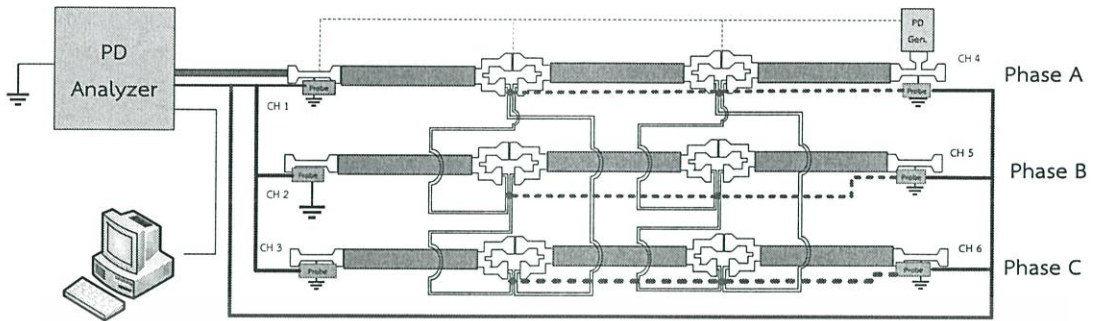 PD
Analyzer
PD
Gen.
CH 4
Phase A
Probe
Probe
CH 1
CH 5
Phase B
Probe
Probe
CH 2
CH 3
CH 6
Phase C
Probe
Probe